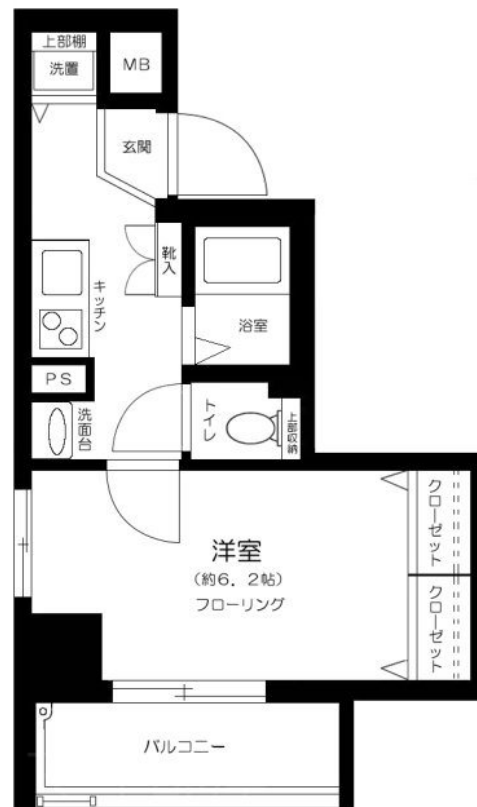 上部棚
洗置
MB
玄関
靴入
キッチン
浴室
PS
洗面台
トイレ
上部収納
洋室
(約6.2帖)
フローリング
クローゼット
クローゼット
バルコニー